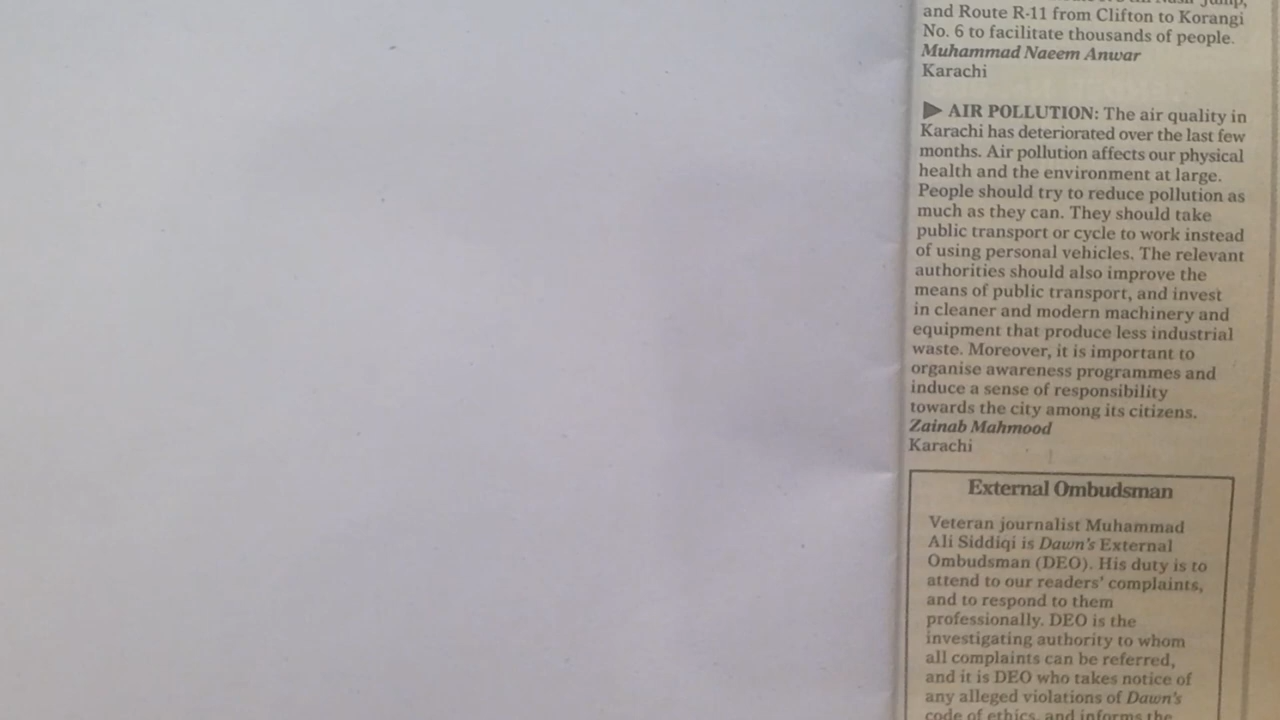 and Route R-11 from Clifton to Korangi
No. 6 to facilitate thousands of people.
Muhammad Naeem Anwar
Karachi
▶ AIR POLLUTION: The air quality in
Karachi has deteriorated over the last few
months. Air pollution affects our physical
health and the environment at large.
People should try to reduce pollution as
much as they can. They should take
public transport or cycle to work instead
of using personal vehicles. The relevant
authorities should also improve the
means of public transport, and invest
in cleaner and modern machinery and
equipment that produce less industrial
waste. Moreover, it is important to
organise awareness programmes and
induce a sense of responsibility
towards the city among its citizens.
Zainab Mahmood
Karachi
External Ombudsman
Veteran journalist Muhammad
Ali Siddiqi is Dawn's External
Ombudsman (DEO). His duty is to
attend to our readers' complaints,
and to respond to them
professionally. DEO is the
investigating authority to whom
all complaints can be referred,
and it is DEO who takes notice of
any alleged violations of Dawn's
code of ethics, and informs the